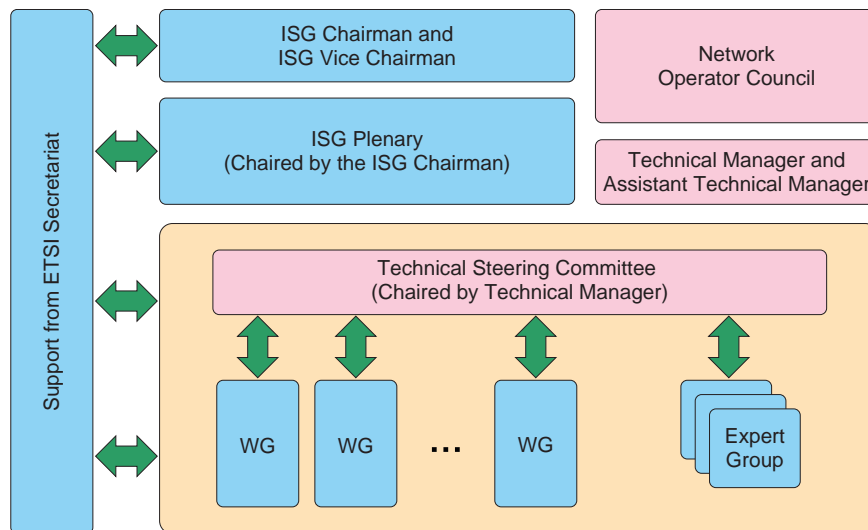 Support from ETSI Secretariat
ISG Chairman and
ISG Vice Chairman
Network
Operator Council
ISG Plenary
(Chaired by the ISG Chairman)
Technical Manager and
Assistant Technical Manager
Technical Steering Committee
(Chaired by Technical Manager)
WG
WG
...
WG
Expert
Group